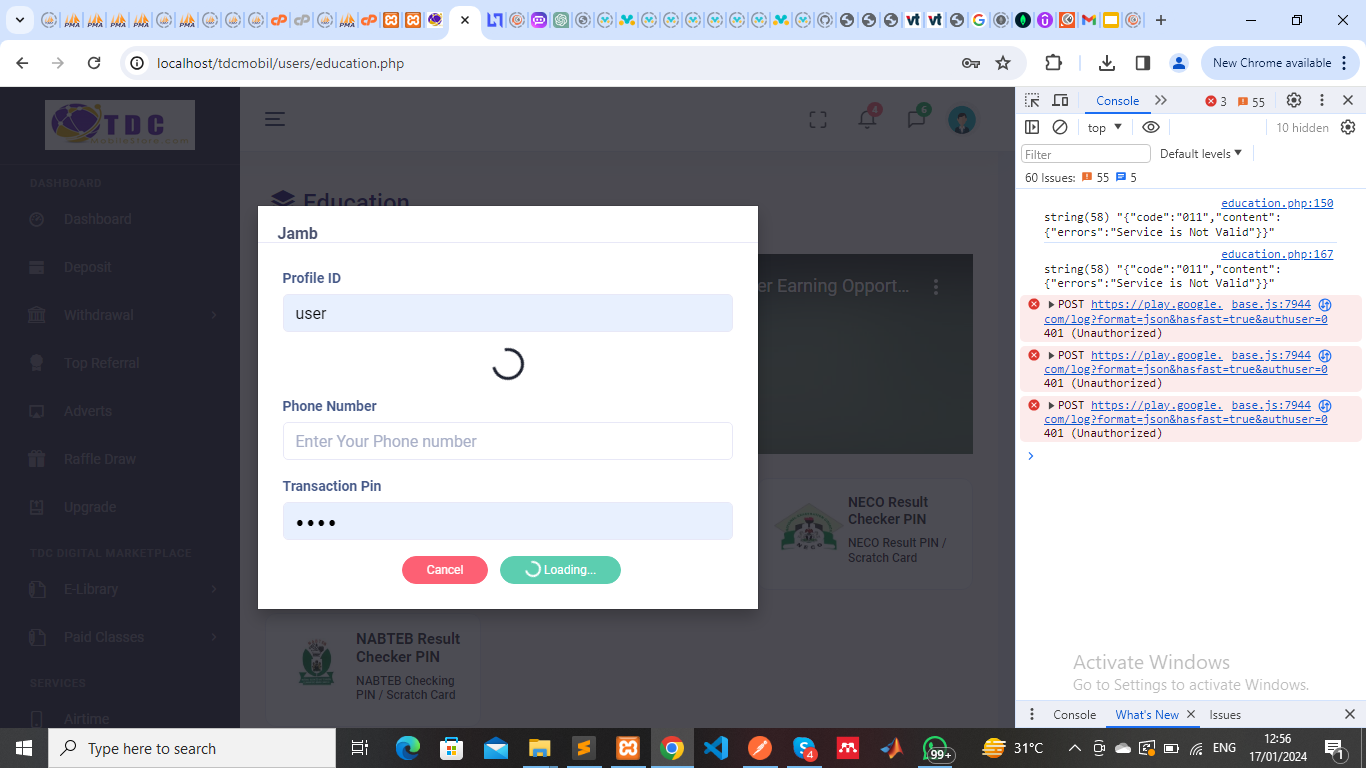 localhost/tdcmobil/users/education.php
New Chrome available
TDC
DASHBOARD
Dashboard
Deposit
Withdrawal
Top Referral
Adverts
Raffle Draw
Upgrade
TDC DIGITAL MARKETPLACE
E-Library
Paid Classes
SERVICES
Airtime
4
6
Education
er Earning Opport...
Jamb
Profile ID
user
Phone Number
Enter Your Phone number
Transaction Pin
Cancel
Loading...
NECO Result
Checker PIN
NECO Result PIN /
Scratch Card
NABTEB Result
Checker PIN
NABTEB Checking
PIN / Scratch Card
Console
3
55
top
10 hidden
Filter
Default levels
60 Issues:
55
5
education.php:150
string(58) "{"code":"011","content":
{"errors":"Service is Not Valid"}}"
education.php:167
string(58) "{"code":"011","content":
{"errors":"Service is Not Valid"}}"
POST https://play.google. base.js:7944
com/log?format=json&hasfast=true&authuser=0
401 (Unauthorized)
POST https://play.google. base.js:7944
com/log?format=json&hasfast=true&authuser=0
401 (Unauthorized)
POST https://play.google. base.js:7944
com/log?format=json&hasfast=true&authuser=0
401 (Unauthorized)
Activate Windows
Go to Settings to activate Windows.
Console
What's New
Issues
Type here to search
4
99+
31°C
ENG
12:56
17/01/2024
1